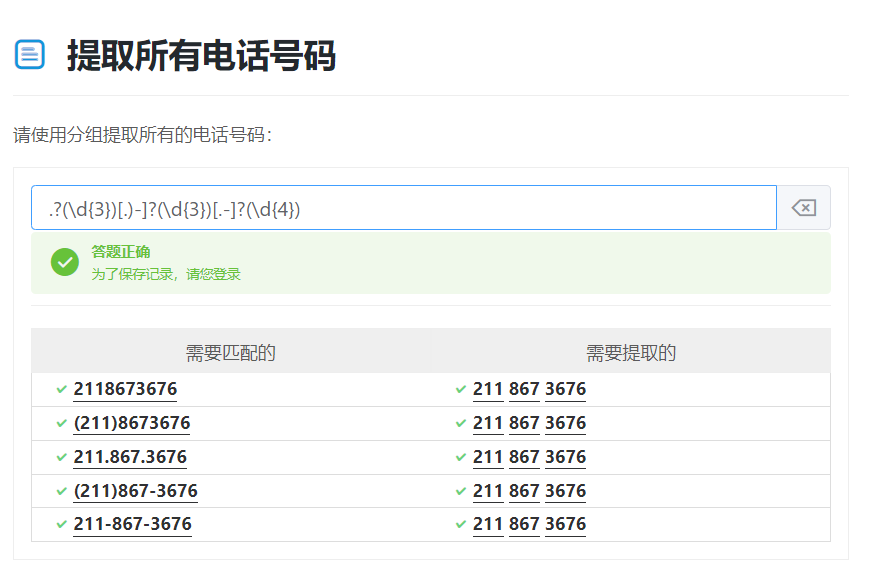 提取所有电话号码
请使用分组提取所有的电话号码：
.?(\d{3})[.)-]?(\d{3})[.-]?(\d{4})
答题正确
为了保存记录，请您登录
需要匹配的 需要提取的
2118673676 211 867 3676
(211)8673676 211 867 3676
211.867.3676 211 867 3676
(211)867-3676 211 867 3676
211-867-3676 211 867 3676